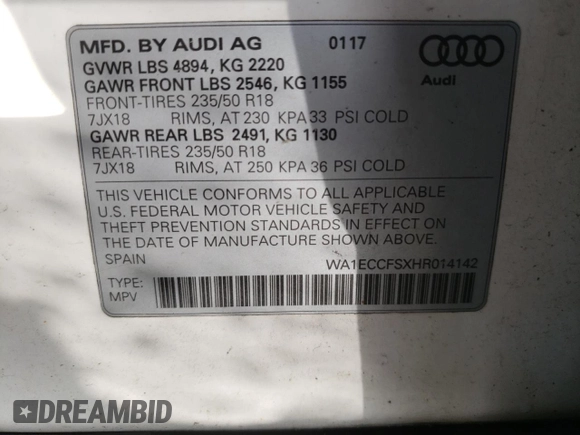 MFD. BY AUDI AG 0117
GVWR LBS 4894, KG 2220
GAWR FRONT LBS 2546, KG 1155
FRONT-TIRES 235/50 R18
7JX18 RIMS, AT 230 KPA 33 PSI COLD
GAWR REAR LBS 2491, KG 1130
REAR-TIRES 235/50 R18
7JX18 RIMS, AT 250 KPA 36 PSI COLD
Audi
THIS VEHICLE CONFORMS TO ALL APPLICABLE
U.S. FEDERAL MOTOR VEHICLE SAFETY AND
THEFT PREVENTION STANDARDS IN EFFECT ON
THE DATE OF MANUFACTURE SHOWN ABOVE.
SPAIN WA1ECCFSXHR014142
TYPE:
MPV
DREAMBID